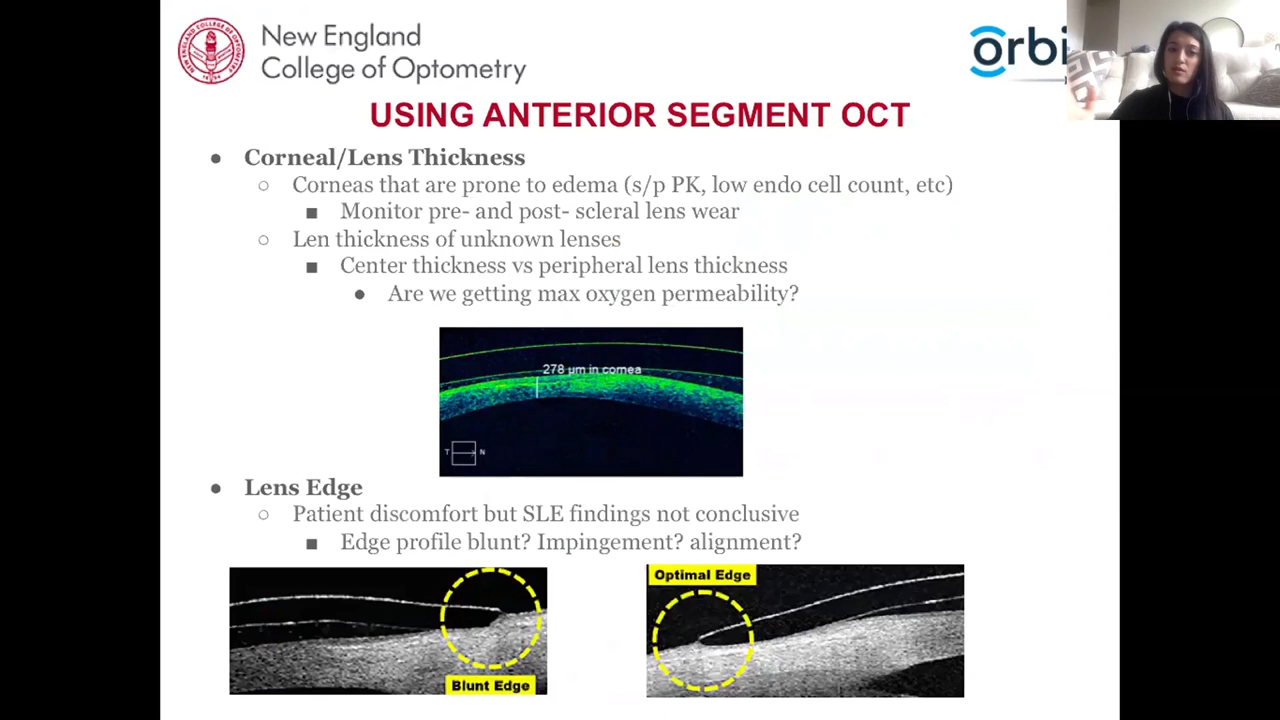 New England
College of Optometry
orbi
USING ANTERIOR SEGMENT OCT
● Corneal/Lens Thickness
○ Corneas that are prone to edema (s/p PK, low endo cell count, etc)
■ Monitor pre- and post- scleral lens wear
○ Len thickness of unknown lenses
■ Center thickness vs peripheral lens thickness
● Are we getting max oxygen permeability?
278 µm in cornea
T N
● Lens Edge
○ Patient discomfort but SLE findings not conclusive
■ Edge profile blunt? Impingement? alignment?
Blunt Edge
Optimal Edge